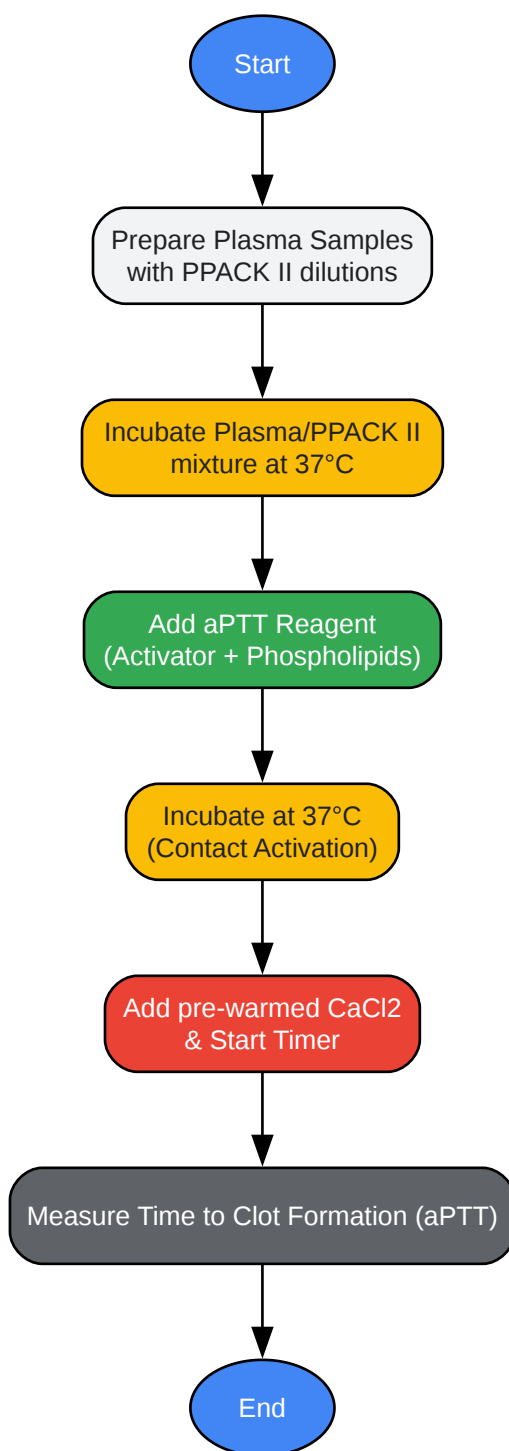 Start
Prepare Plasma Samples
with PPACK II dilutions
Incubate Plasma/PPACK II
mixture at 37°C
Add aPTT Reagent
(Activator + Phospholipids)
Incubate at 37°C
(Contact Activation)
Add pre-warmed CaCl2
& Start Timer
Measure Time to Clot Formation (aPTT)
End